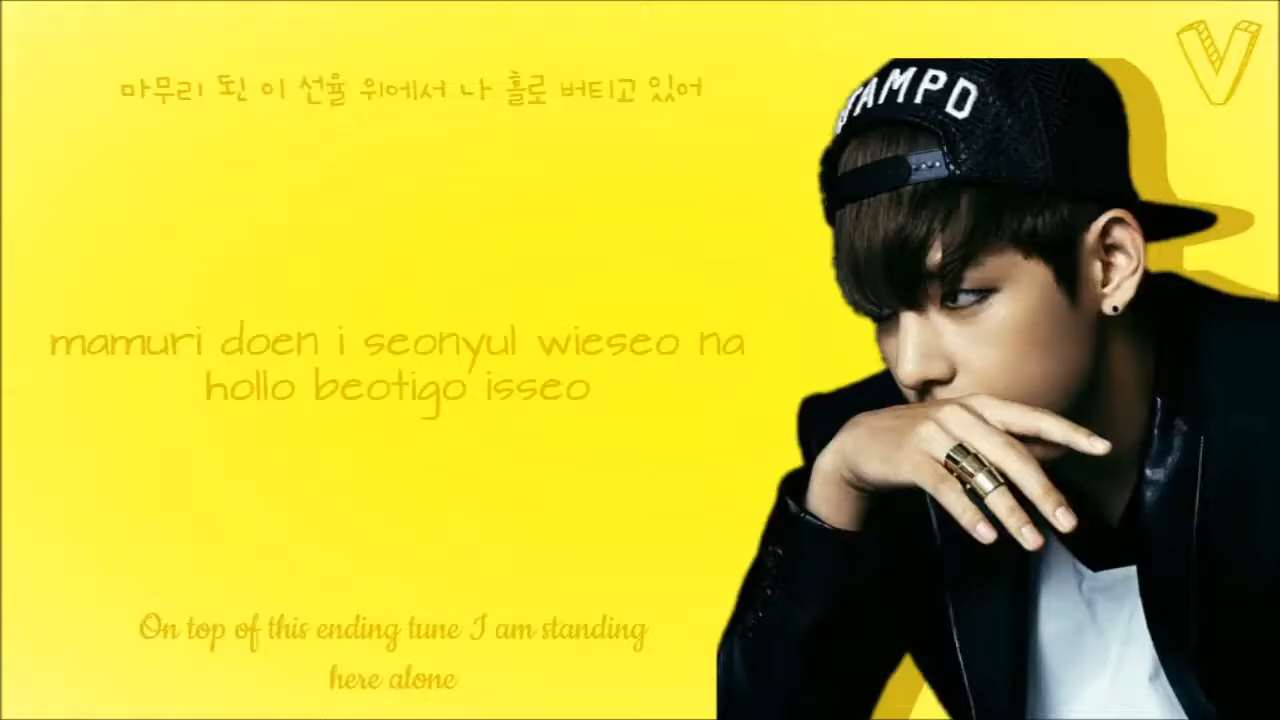 V
마무리 된 이 선율 위에서 나 홀로 버티고 있어
mamuri doen i seonyul wieseo na
hollo beotigo isseo
On top of this ending tune I am standing
here alone